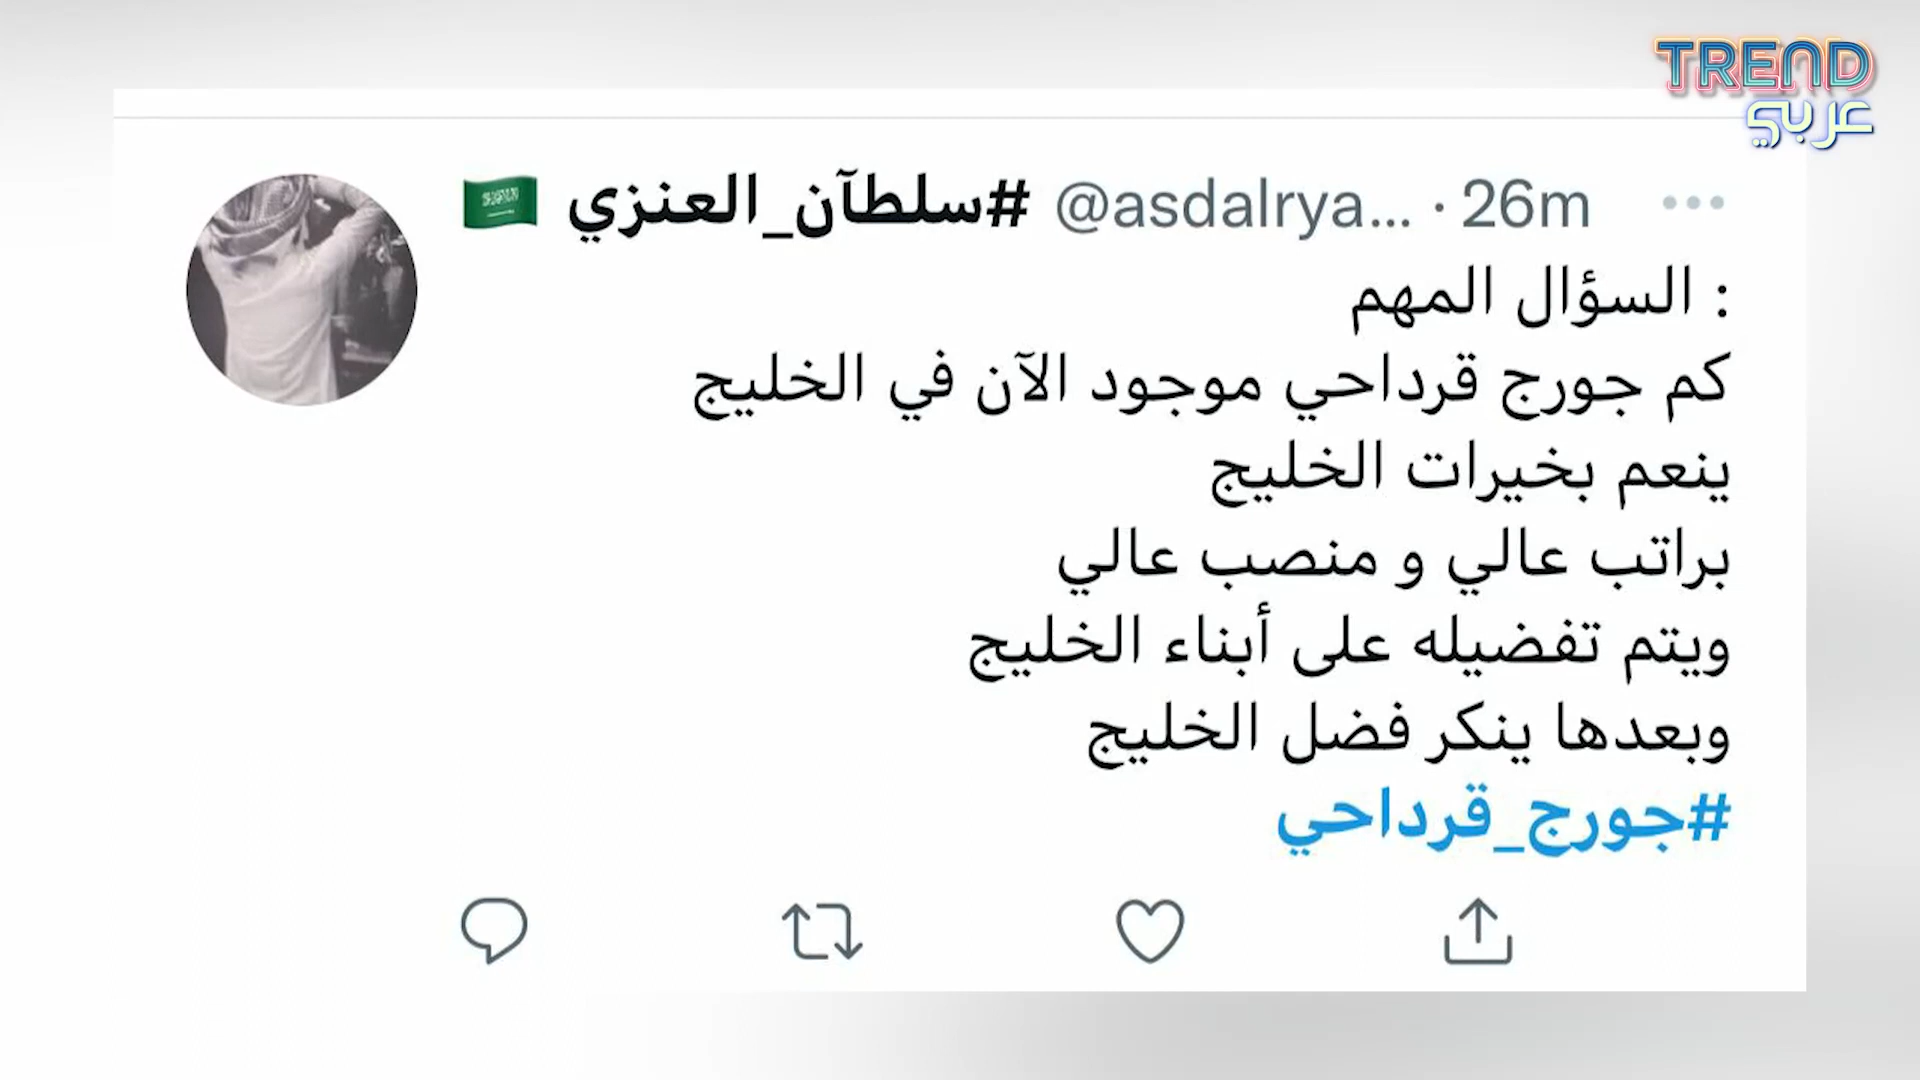 TREND
عربي
#سلطآن_العنزي 🇸🇦 @asdalrya... · 26m
السؤال المهم :
كم جورج قرداحي موجود الآن في الخليج
ينعم بخيرات الخليج
براتب عالي و منصب عالي
ويتم تفضيله على أبناء الخليج
وبعدها ينكر فضل الخليج
#جورج_قرداحي